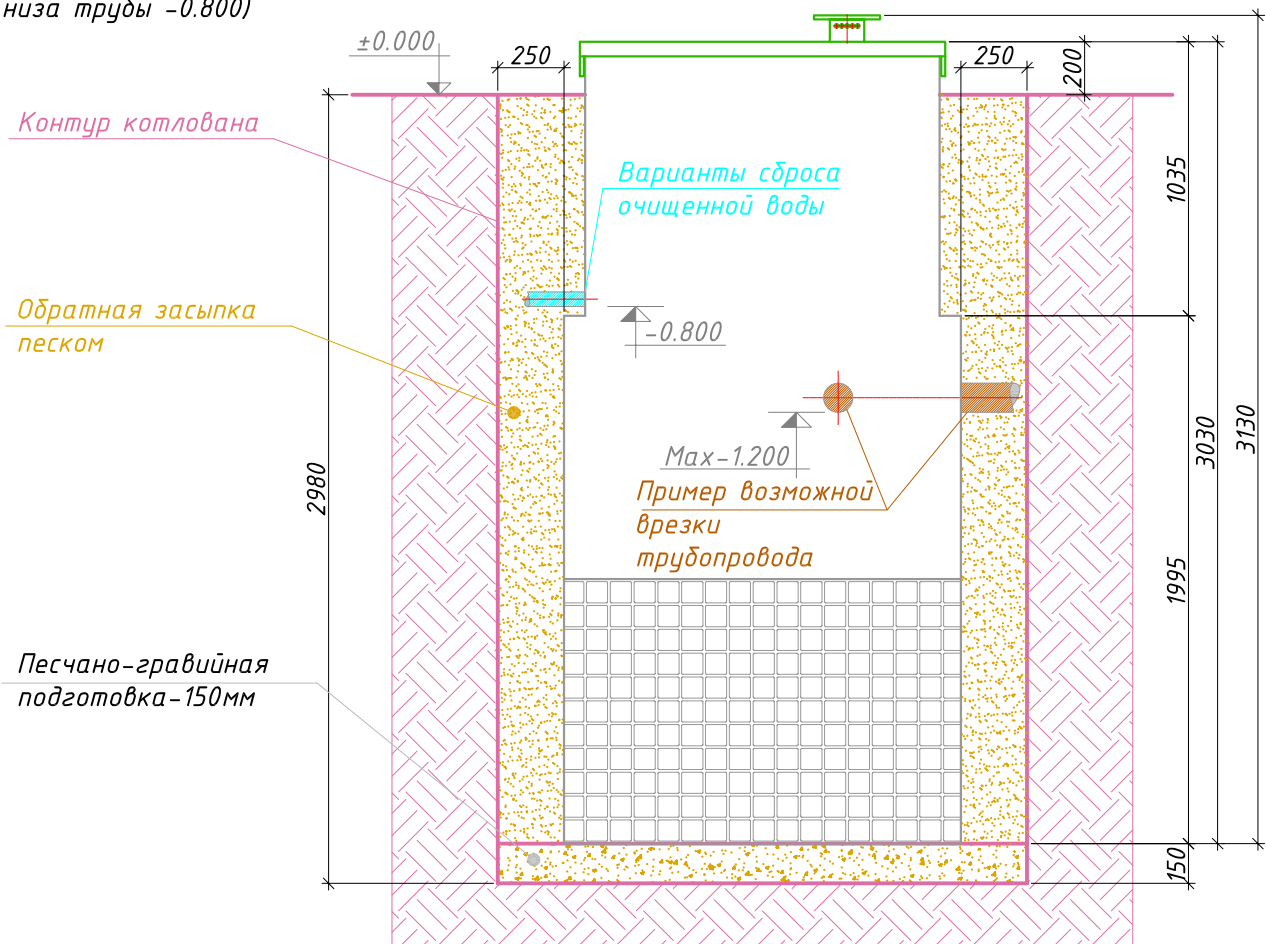 низа трубы -0.800)
±0.000
250
250
200
Контур котлована
Варианты сброса
очищенной воды
1035
Обратная засыпка
песком
-0.800
Max-1.200
Пример возможной
врезки
трубопровода
2980
3030
3130
1995
Песчано-гравийная
подготовка-150мм
150